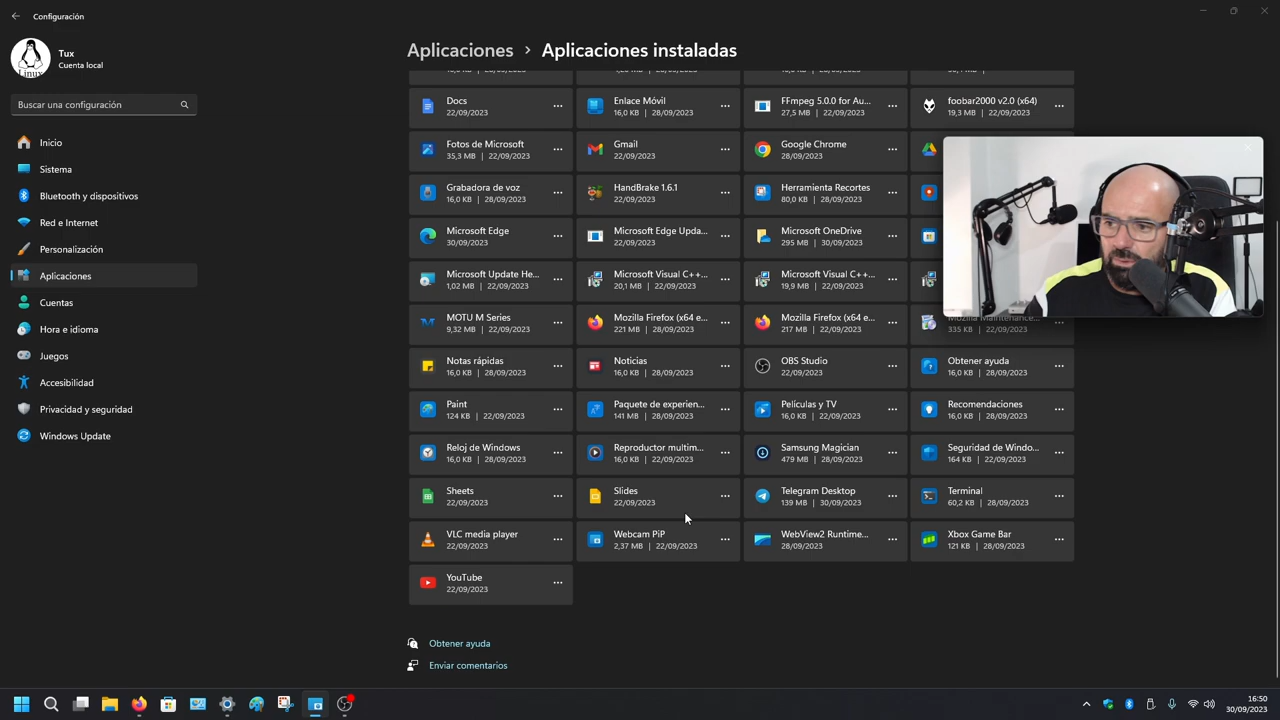 Configuración
Tux
Cuenta local
Linux
Buscar una configuración
Inicio
Sistema
Bluetooth y dispositivos
Red e Internet
Personalización
Aplicaciones
Cuentas
Hora e idioma
Juegos
Accesibilidad
Privacidad y seguridad
Windows Update
Aplicaciones › Aplicaciones instaladas
Docs
22/09/2023
Enlace Móvil
16,0 KB | 28/09/2023
FFmpeg 5.0.0 for Au...
27,5 MB | 22/09/2023
foobar2000 v2.0 (x64)
19,3 MB | 22/09/2023
Fotos de Microsoft
35,3 MB | 22/09/2023
Gmail
22/09/2023
Google Chrome
28/09/2023
Grabadora de voz
16,0 KB | 28/09/2023
HandBrake 1.6.1
22/09/2023
Herramienta Recortes
80,0 KB | 28/09/2023
Microsoft Edge
30/09/2023
Microsoft Edge Upda...
22/09/2023
Microsoft OneDrive
295 MB | 30/09/2023
Microsoft Update He...
1,02 MB | 22/09/2023
Microsoft Visual C++...
20,1 MB | 22/09/2023
Microsoft Visual C++...
19,9 MB | 22/09/2023
MOTU M Series
9,32 MB | 22/09/2023
Mozilla Firefox (x64 e...
221 MB | 28/09/2023
Mozilla Firefox (x64 e...
217 MB | 22/09/2023
Mozilla Maintenance...
335 KB | 22/09/2023
Notas rápidas
16,0 KB | 28/09/2023
Noticias
16,0 KB | 28/09/2023
OBS Studio
22/09/2023
Obtener ayuda
16,0 KB | 28/09/2023
Paint
124 KB | 22/09/2023
Paquete de experien...
141 MB | 28/09/2023
Películas y TV
16,0 KB | 22/09/2023
Recomendaciones
16,0 KB | 28/09/2023
Reloj de Windows
16,0 KB | 28/09/2023
Reproductor multim...
16,0 KB | 22/09/2023
Samsung Magician
479 MB | 28/09/2023
Seguridad de Windo...
164 KB | 22/09/2023
Sheets
22/09/2023
Slides
22/09/2023
Telegram Desktop
139 MB | 30/09/2023
Terminal
60,2 KB | 28/09/2023
VLC media player
22/09/2023
Webcam PiP
2,37 MB | 22/09/2023
WebView2 Runtime...
28/09/2023
Xbox Game Bar
121 KB | 28/09/2023
YouTube
22/09/2023
Obtener ayuda
Enviar comentarios
16:50
30/09/2023